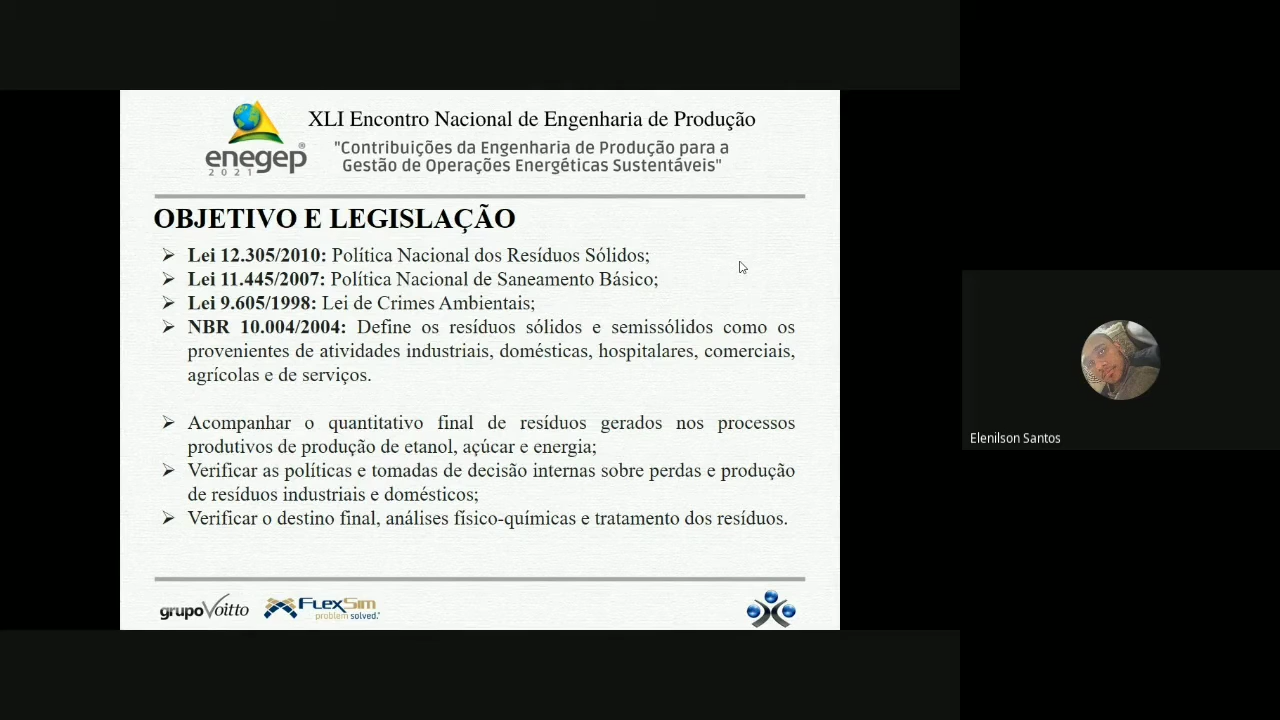 XLI Encontro Nacional de Engenharia de Produção
"Contribuições da Engenharia de Produção para a
Gestão de Operações Energéticas Sustentáveis"
enegep®
2021
OBJETIVO E LEGISLAÇÃO
➢ Lei 12.305/2010: Política Nacional dos Resíduos Sólidos;
➢ Lei 11.445/2007: Política Nacional de Saneamento Básico;
➢ Lei 9.605/1998: Lei de Crimes Ambientais;
➢ NBR 10.004/2004: Define os resíduos sólidos e semissólidos como os
provenientes de atividades industriais, domésticas, hospitalares, comerciais,
agrícolas e de serviços.
➢ Acompanhar o quantitativo final de resíduos gerados nos processos
produtivos de produção de etanol, açúcar e energia;
➢ Verificar as políticas e tomadas de decisão internas sobre perdas e produção
de resíduos industriais e domésticos;
➢ Verificar o destino final, análises físico-químicas e tratamento dos resíduos.
grupoVoitto
FlexSim
problem solved.
Elenilson Santos